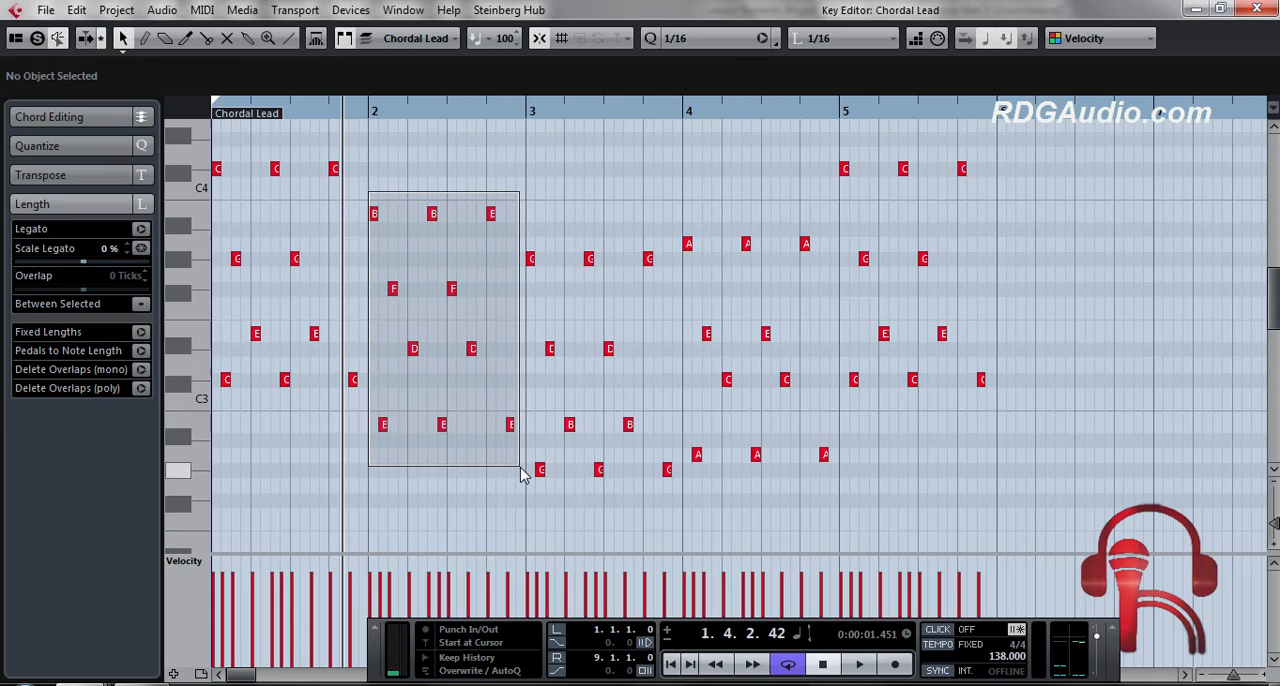 File Edit Project Audio MIDI Media Transport Devices Window Help Steinberg Hub Key Editor: Chordal Lead
S Chordal Lead 100 Q 1/16 L 1/16 Velocity
No Object Selected
Chord Editing
Quantize Q
Transpose T
Length L
Legato
Scale Legato 0 %
Overlap 0 Ticks
Between Selected
Fixed Lengths
Pedals to Note Length
Delete Overlaps (mono)
Delete Overlaps (poly)
2 3 4 5
Chordal Lead
RDGAudio.com
C4
C3
Velocity
Punch In/Out
Start at Cursor
Keep History
Overwrite / AutoQ
L 1. 1. 1. 0
0. 0
R 9. 1. 1. 0
0. 0
1. 4. 2. 42
0:00:01.451
CLICK OFF
TEMPO FIXED 4/4
138.000
SYNC INT. OFFLINE